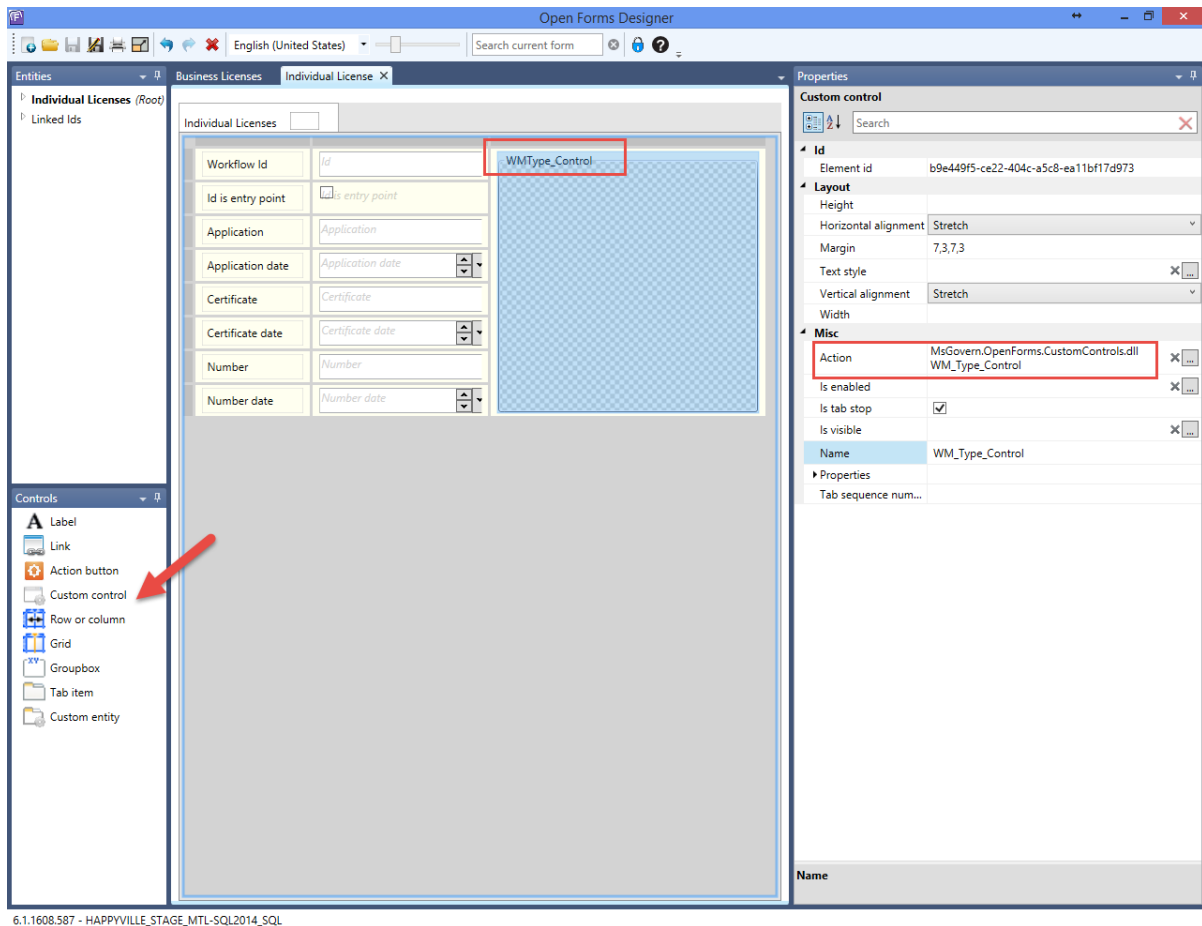 Open Forms Designer
English (United States)
Search current form
Entities
Individual Licenses (Root)
Linked Ids
Business Licenses
Individual License
Individual Licenses
WMType_Control
Workflow Id
Id
Id is entry point
Id is entry point
Application
Application
Application date
Application date
Certificate
Certificate
Certificate date
Certificate date
Number
Number
Number date
Number date
Controls
A Label
Link
Action button
Custom control
Row or column
Grid
XY Groupbox
Tab item
Custom entity
Properties
Custom control
Search
Id
Element id b9e449f5-ce22-404c-a5c8-ea11bf17d973
Layout
Height
Horizontal alignment Stretch
Margin 7,3,7,3
Text style
Vertical alignment Stretch
Width
Misc
Action MsGovern.OpenForms.CustomControls.dll
WM_Type_Control
Is enabled
Is tab stop
Is visible
Name WM_Type_Control
Properties
Tab sequence num...
Name
6.1.1608.587 - HAPPYVILLE_STAGE_MTL-SQL2014_SQL